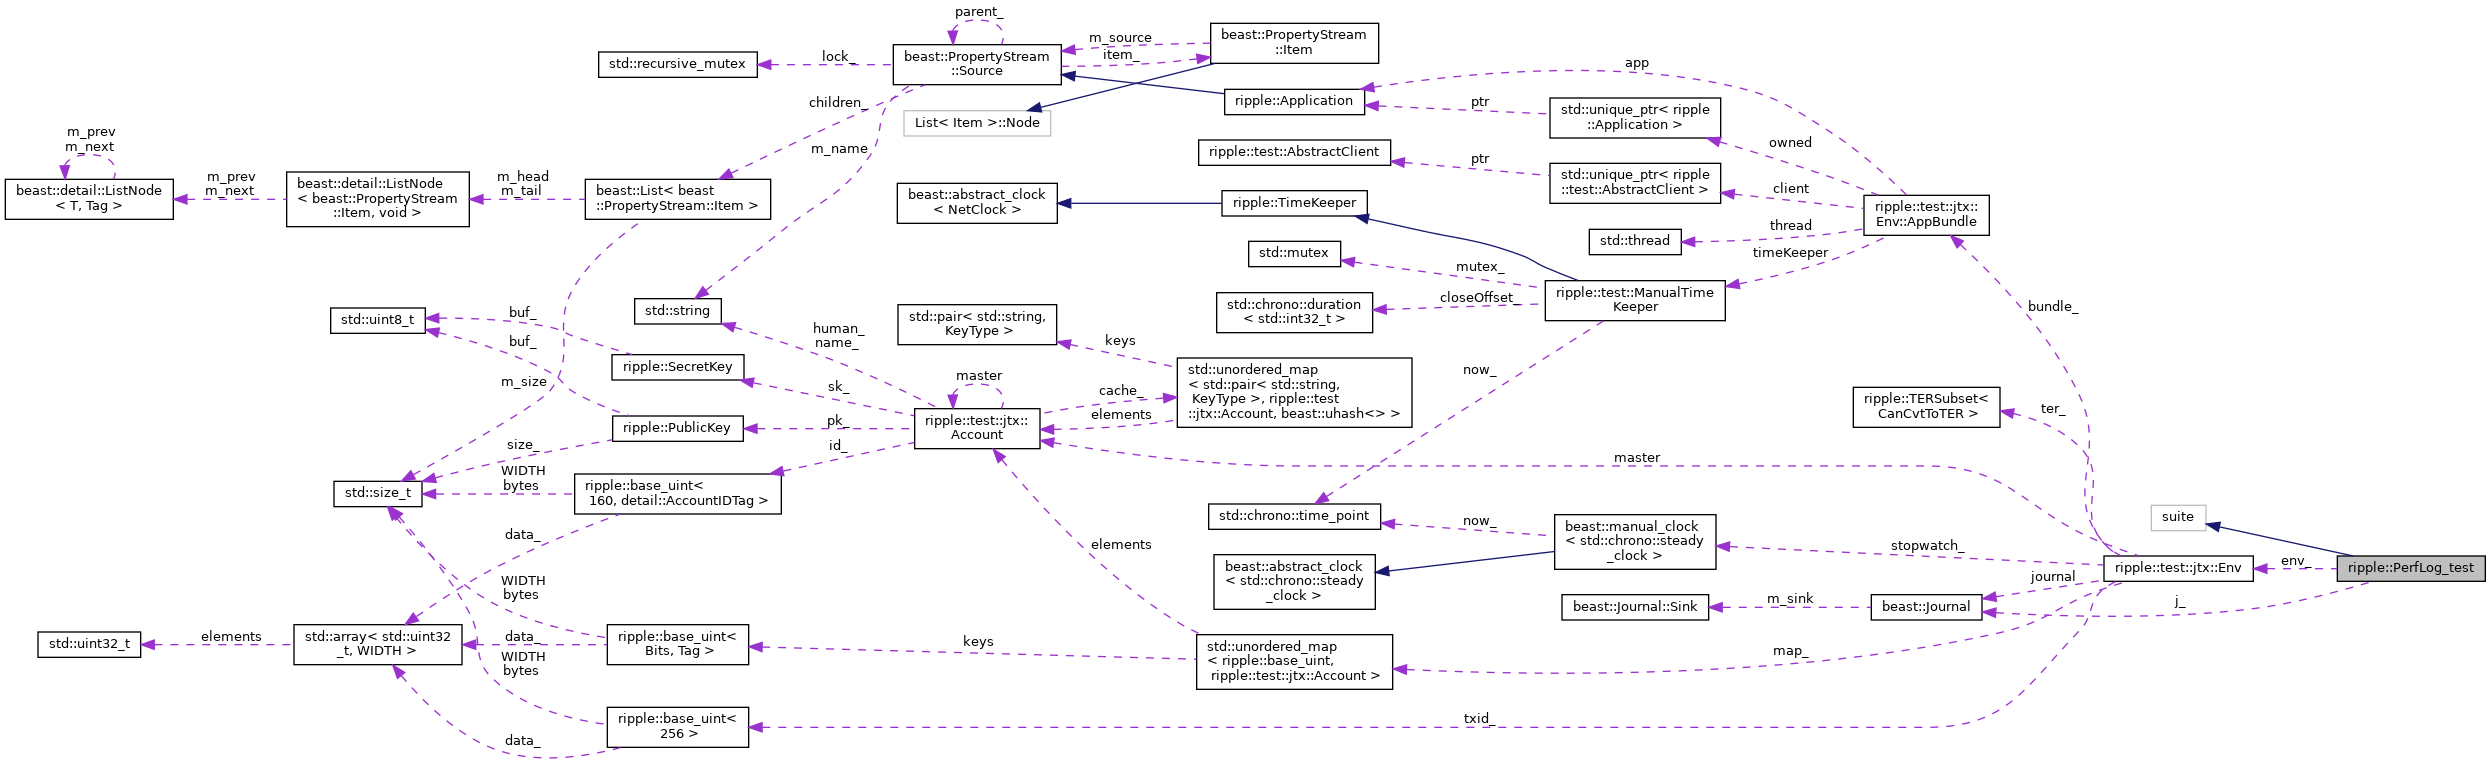 parent_
m_source
item_
beast::PropertyStream
::Item
std::recursive_mutex
lock_
beast::PropertyStream
::Source
app
children_
List< Item >::Node
ripple::Application
ptr
std::unique_ptr< ripple
::Application >
owned
m_prev
m_next
m_name
ripple::test::AbstractClient
ptr
std::unique_ptr< ripple
::test::AbstractClient >
client
beast::detail::ListNode
< T, Tag >
m_prev
m_next
beast::detail::ListNode
< beast::PropertyStream
::Item, void >
m_head
m_tail
beast::List< beast
::PropertyStream::Item >
beast::abstract_clock
< NetClock >
ripple::TimeKeeper
ripple::test::jtx::
Env::AppBundle
std::thread
thread
timeKeeper
std::mutex
mutex_
std::chrono::duration
< std::int32_t >
closeOffset_
ripple::test::ManualTime
Keeper
bundle_
std::uint8_t
buf_
buf_
std::string
human_
name_
std::pair< std::string,
KeyType >
keys
ripple::SecretKey
m_size
sk_
master
cache_
elements
std::unordered_map
< std::pair< std::string,
KeyType >, ripple::test
::jtx::Account, beast::uhash<> >
now_
ripple::TERSubset<
CanCvtToTER >
ter_
ripple::PublicKey
pk_
ripple::test::jtx::
Account
size_
id_
master
std::size_t
WIDTH
bytes
ripple::base_uint<
160, detail::AccountIDTag >
std::chrono::time_point
now_
beast::manual_clock
< std::chrono::steady
_clock >
stopwatch_
suite
data_
elements
beast::abstract_clock
< std::chrono::steady
_clock >
ripple::test::jtx::Env
env_
ripple::PerfLog_test
WIDTH
bytes
journal
j_
beast::Journal::Sink
m_sink
beast::Journal
std::uint32_t
elements
std::array< std::uint32
_t, WIDTH >
data_
WIDTH
bytes
ripple::base_uint<
Bits, Tag >
keys
std::unordered_map
< ripple::base_uint,
ripple::test::jtx::Account >
map_
ripple::base_uint<
256 >
txid_
data_